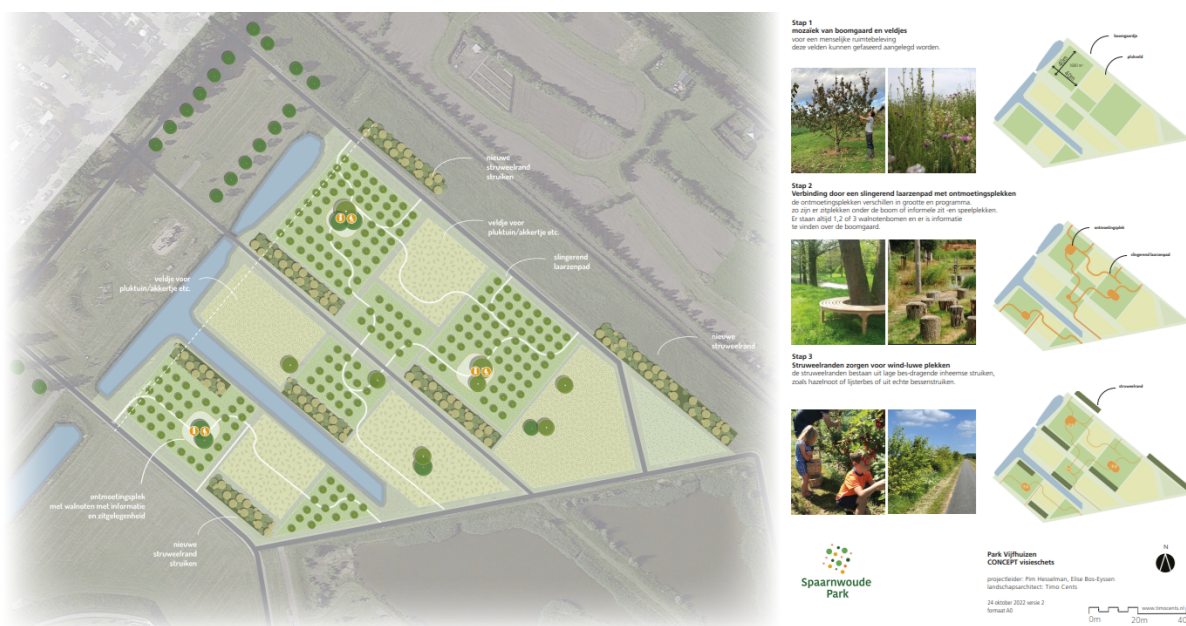 nieuwe
struweelrand
struiken
veldje voor
pluktuin/akkertje etc.
slingerend
laarzenpad
veldje voor
pluktuin/akkertje etc.
nieuwe
struweelrand
ontmoetingsplek
met walnoten met informatie
en zitgelegenheid
nieuwe
struweelrand
struiken
Stap 1
mozaïek van boomgaard en veldjes
voor een menselijke ruimtebeleving
deze velden kunnen gefaseerd aangelegd worden.
boomgaardje
plukveld
Stap 2
Verbinding door een slingerend laarzenpad met ontmoetingsplekken
de ontmoetingsplekken verschillen in grootte en programma.
zo zijn er zitplekken onder de boom of informele zit -en speelplekken.
Er staan altijd 1,2 of 3 walnotenbomen en er is informatie
te vinden over de boomgaard.
ontmoetingsplek
slingerend laarzenpad
Stap 3
Struweelranden zorgen voor wind-luwe plekken
de struweelranden bestaan uit lage bes-dragende inheemse struiken,
zoals hazelnoot of lijsterbes of uit echte bessenstruiken.
struweelrand
Spaarnwoude
Park
Park Vijfhuizen
CONCEPT visieschets
projectleider: Pim Hesselman, Elise Bos-Eyssen
landschapsarchitect: Timo Cents
24 oktober 2022 versie 2
formaat A0
N
www.timocents.nl
0m 20m 40